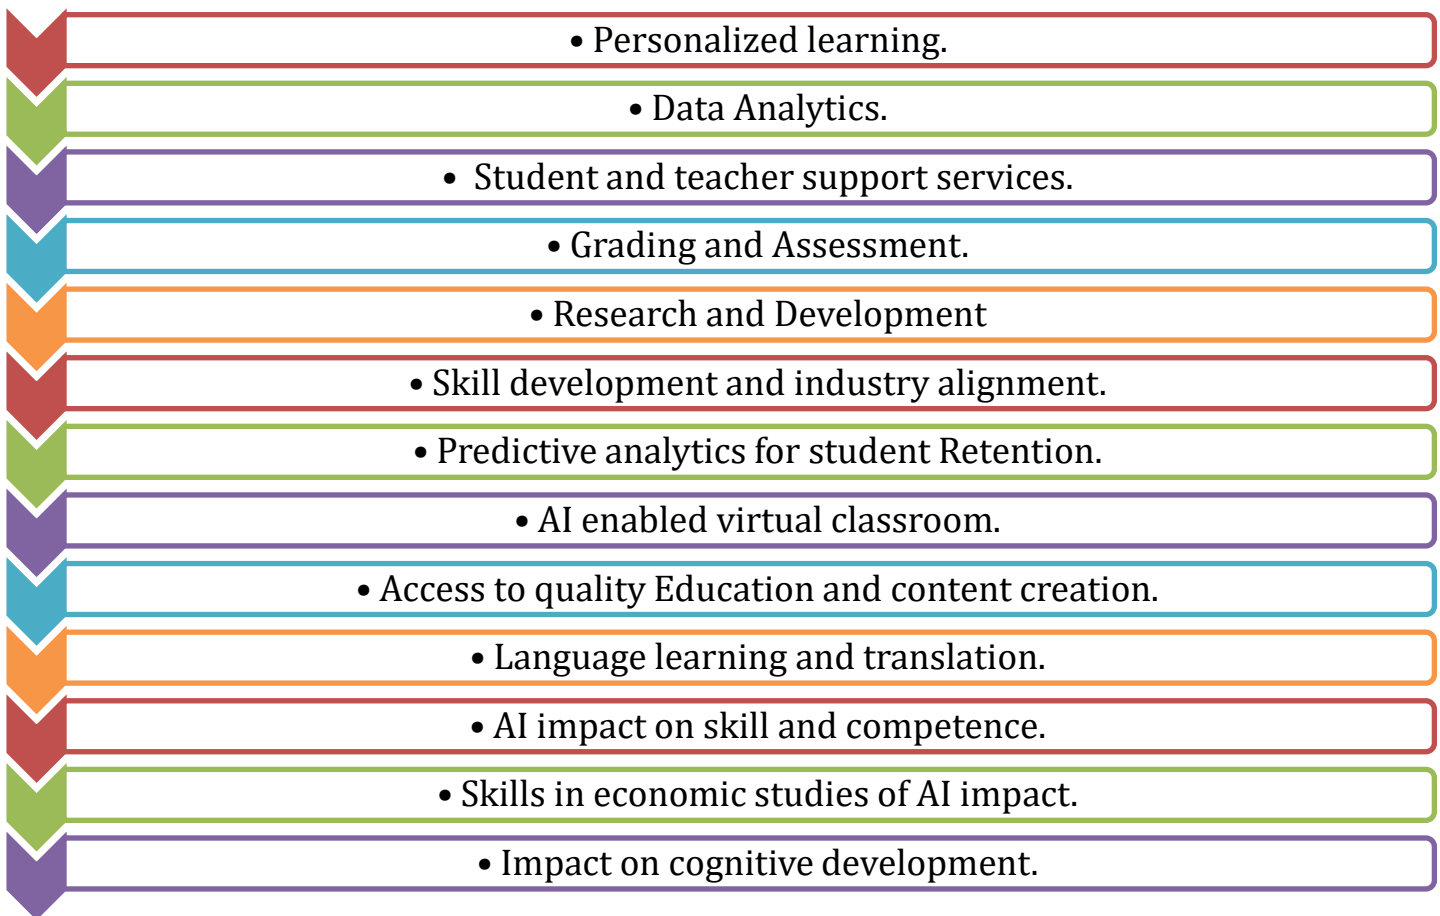 • Personalized learning.
• Data Analytics.
• Student and teacher support services.
• Grading and Assessment.
• Research and Development
• Skill development and industry alignment.
• Predictive analytics for student Retention.
• AI enabled virtual classroom.
• Access to quality Education and content creation.
• Language learning and translation.
• AI impact on skill and competence.
• Skills in economic studies of AI impact.
• Impact on cognitive development.